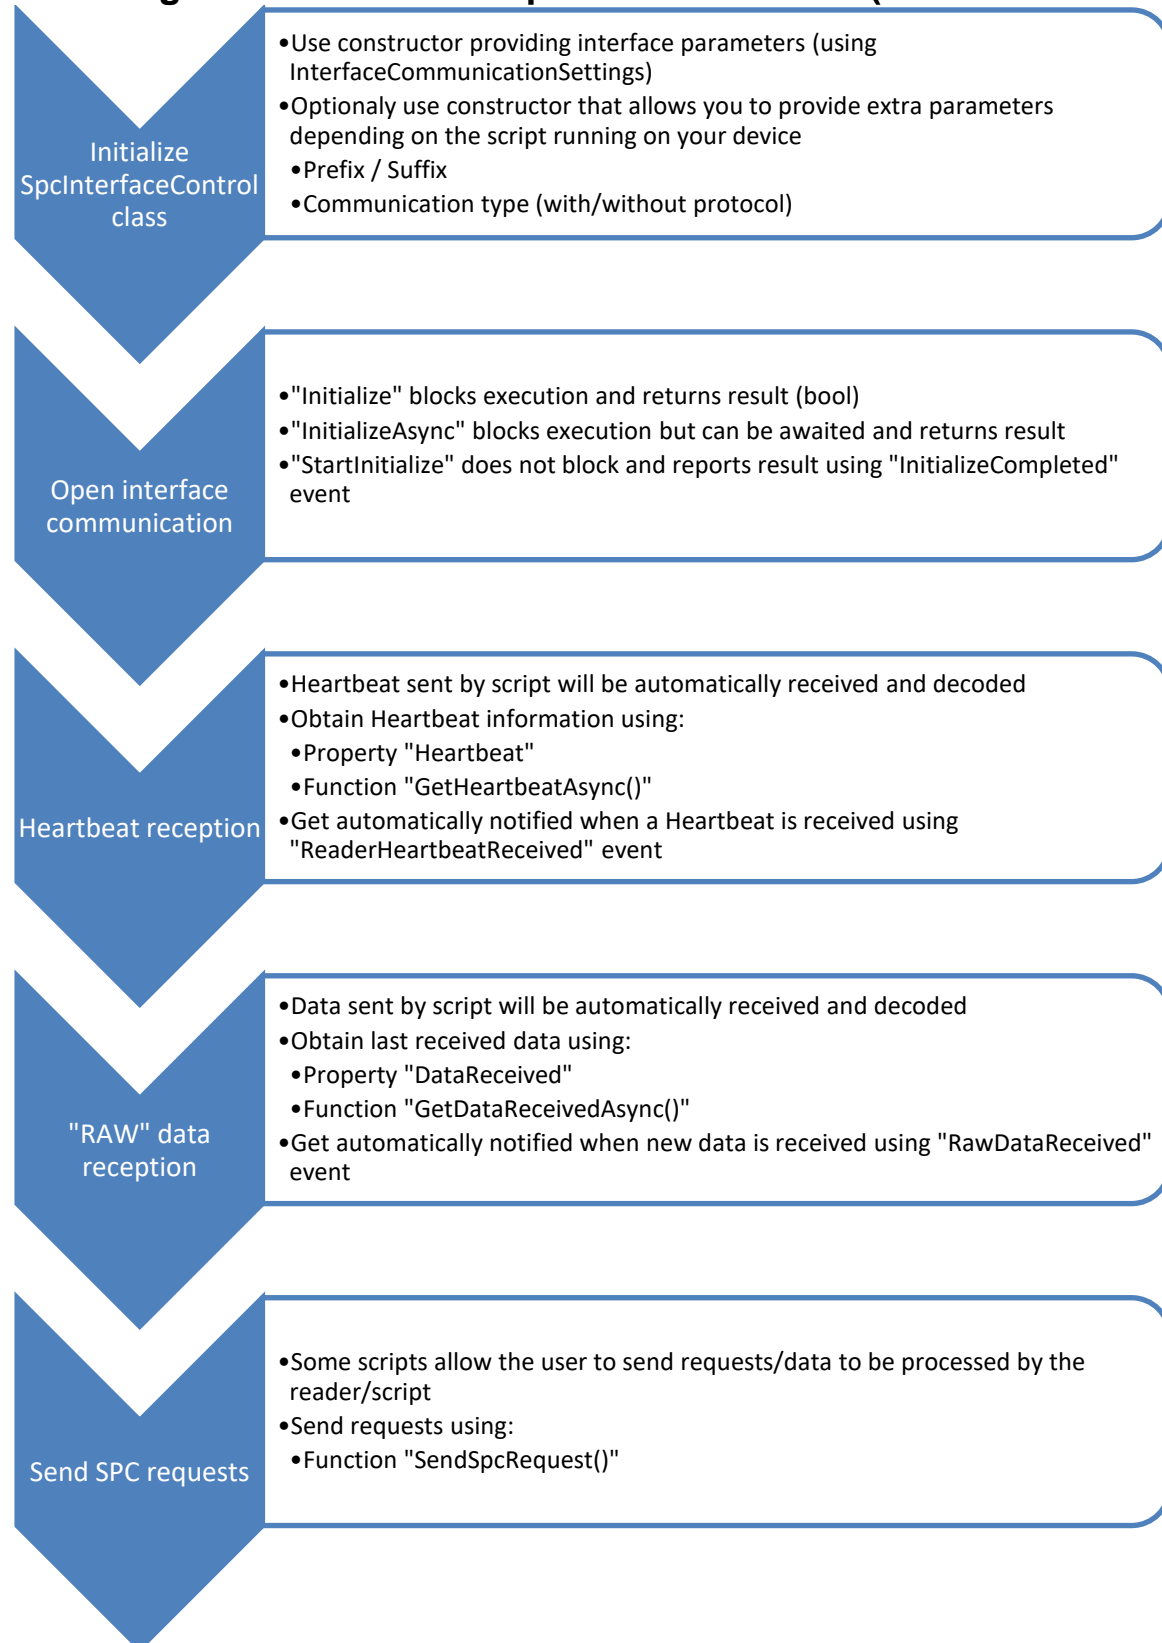 Initialize
SpcInterfaceControl
class
•Use constructor providing interface parameters (using
InterfaceCommunicationSettings)
•Optionaly use constructor that allows you to provide extra parameters
depending on the script running on your device
•Prefix / Suffix
•Communication type (with/without protocol)
Open interface
communication
•"Initialize" blocks execution and returns result (bool)
•"InitializeAsync" blocks execution but can be awaited and returns result
•"StartInitialize" does not block and reports result using "InitializeCompleted"
event
Heartbeat reception
•Heartbeat sent by script will be automatically received and decoded
•Obtain Heartbeat information using:
•Property "Heartbeat"
•Function "GetHeartbeatAsync()"
•Get automatically notified when a Heartbeat is received using
"ReaderHeartbeatReceived" event
"RAW" data
reception
•Data sent by script will be automatically received and decoded
•Obtain last received data using:
•Property "DataReceived"
•Function "GetDataReceivedAsync()"
•Get automatically notified when new data is received using "RawDataReceived"
event
Send SPC requests
•Some scripts allow the user to send requests/data to be processed by the
reader/script
•Send requests using:
•Function "SendSpcRequest()"